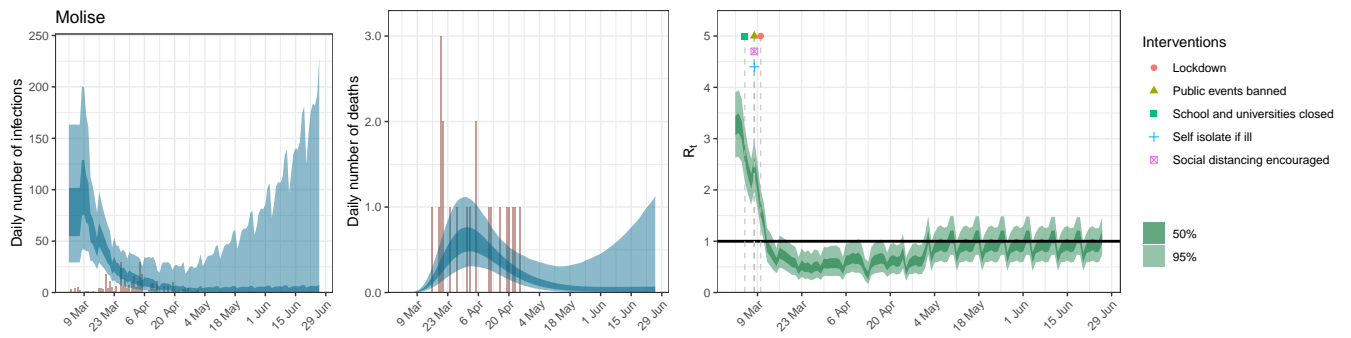 Molise
Daily number of infections
250
200
150
100
50
0
9 Mar
23 Mar
6 Apr
20 Apr
4 May
18 May
1 Jun
15 Jun
29 Jun
Daily number of deaths
3.0
2.0
1.0
0.0
9 Mar
23 Mar
6 Apr
20 Apr
4 May
18 May
1 Jun
15 Jun
29 Jun
Rt
5
4
3
2
1
0
9 Mar
23 Mar
6 Apr
20 Apr
4 May
18 May
1 Jun
15 Jun
29 Jun
Interventions
Lockdown
Public events banned
School and universities closed
Self isolate if ill
Social distancing encouraged
50%
95%